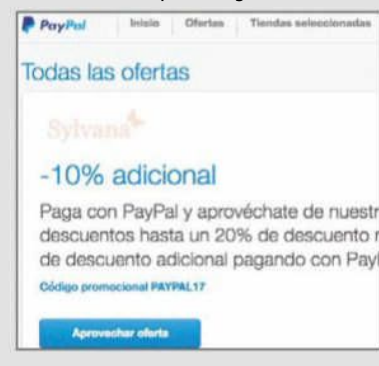 PayPal Inicio Ofertas Tiendas seleccionadas
Todas las ofertas
Sylvana
-10% adicional
Paga con PayPal y aprovéchate de nuestr
descuentos hasta un 20% de descuento
de descuento adicional pagando con Pay
Código promocional PAYPAL17
Aprovechar oferta